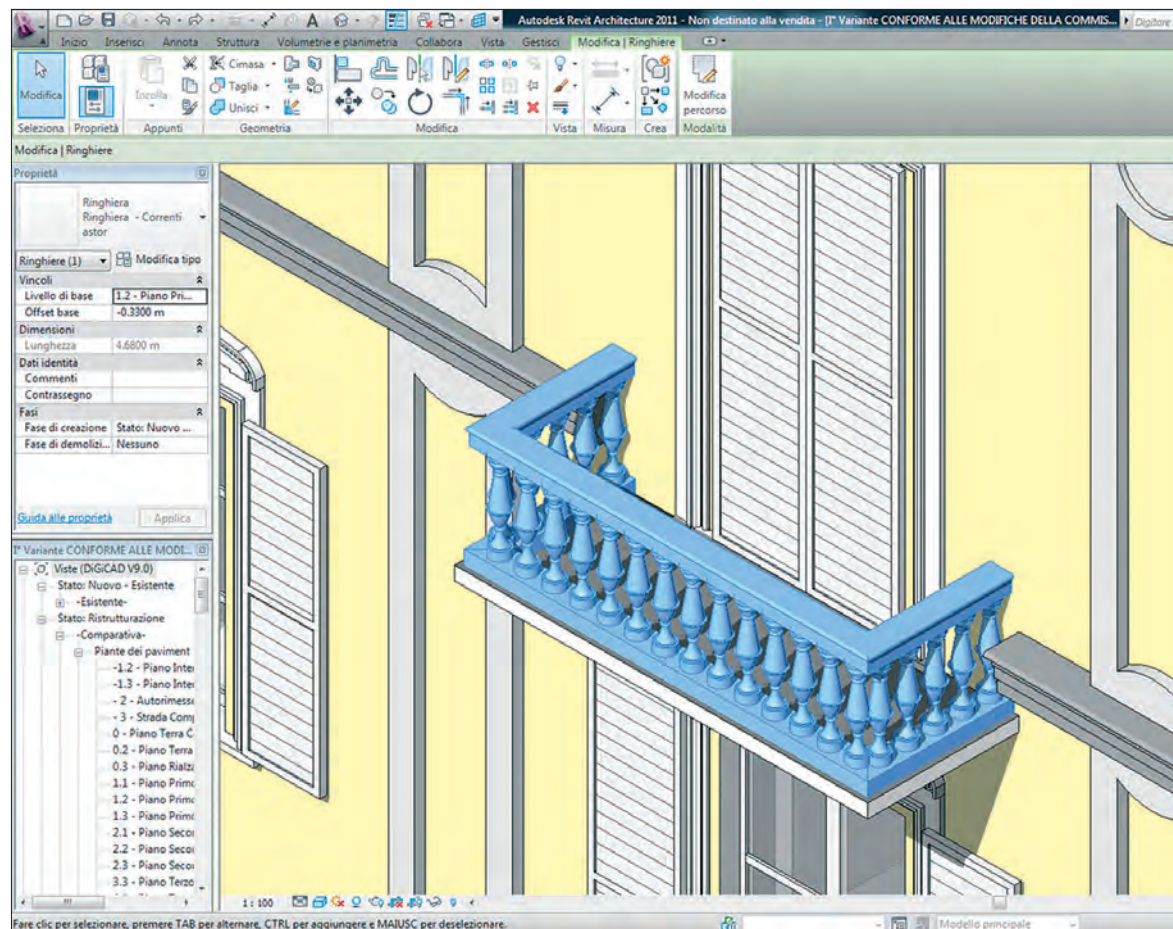 Autodesk Revit Architecture 2011 - Non destinato alla vendita - [I° Variante CONFORME ALLE MODIFICHE DELLA COMMIS...
Digitare
Inizio Inserisci Annota Struttura Volumetrie e planimetria Collabora Vista Gestisci Modifica | Ringhiere
Modifica
Incolla
Cimasa
Taglia
Unisci
Modifica
percorso
Seleziona Proprietà Appunti Geometria Modifica Vista Misura Crea Modalità
Modifica | Ringhiere
Proprietà
Ringhiera
Ringhiera - Correnti
astor
Ringhiere (1) Modifica tipo
Vincoli
Livello di base 1.2 - Piano Pri...
Offset base -0.3300 m
Dimensioni
Lunghezza 4.6800 m
Dati identità
Commenti
Contrassegno
Fasi
Fase di creazione Stato: Nuovo ...
Fase di demolizi... Nessuno
Guida alle proprietà Applica
I° Variante CONFORME ALLE MODI...
Viste (DiGiCAD V9.0)
Stato: Nuovo - Esistente
-Esistente-
Stato: Ristrutturazione
-Comparativa-
Piante dei paviment
-1.2 - Piano Inte
-1.3 - Piano Inte
- 2 - Autorimesse
- 3 - Strada Com
0 - Piano Terra C
0.2 - Piano Terra
0.3 - Piano Rialz
1.1 - Piano Primo
1.2 - Piano Primo
1.3 - Piano Primo
2.1 - Piano Seco
2.2 - Piano Seco
2.3 - Piano Seco
3.3 - Piano Terzo
1 : 100
Fare clic per selezionare, premere TAB per alternare, CTRL per aggiungere e MAIUSC per deselezionare.
Modello principale